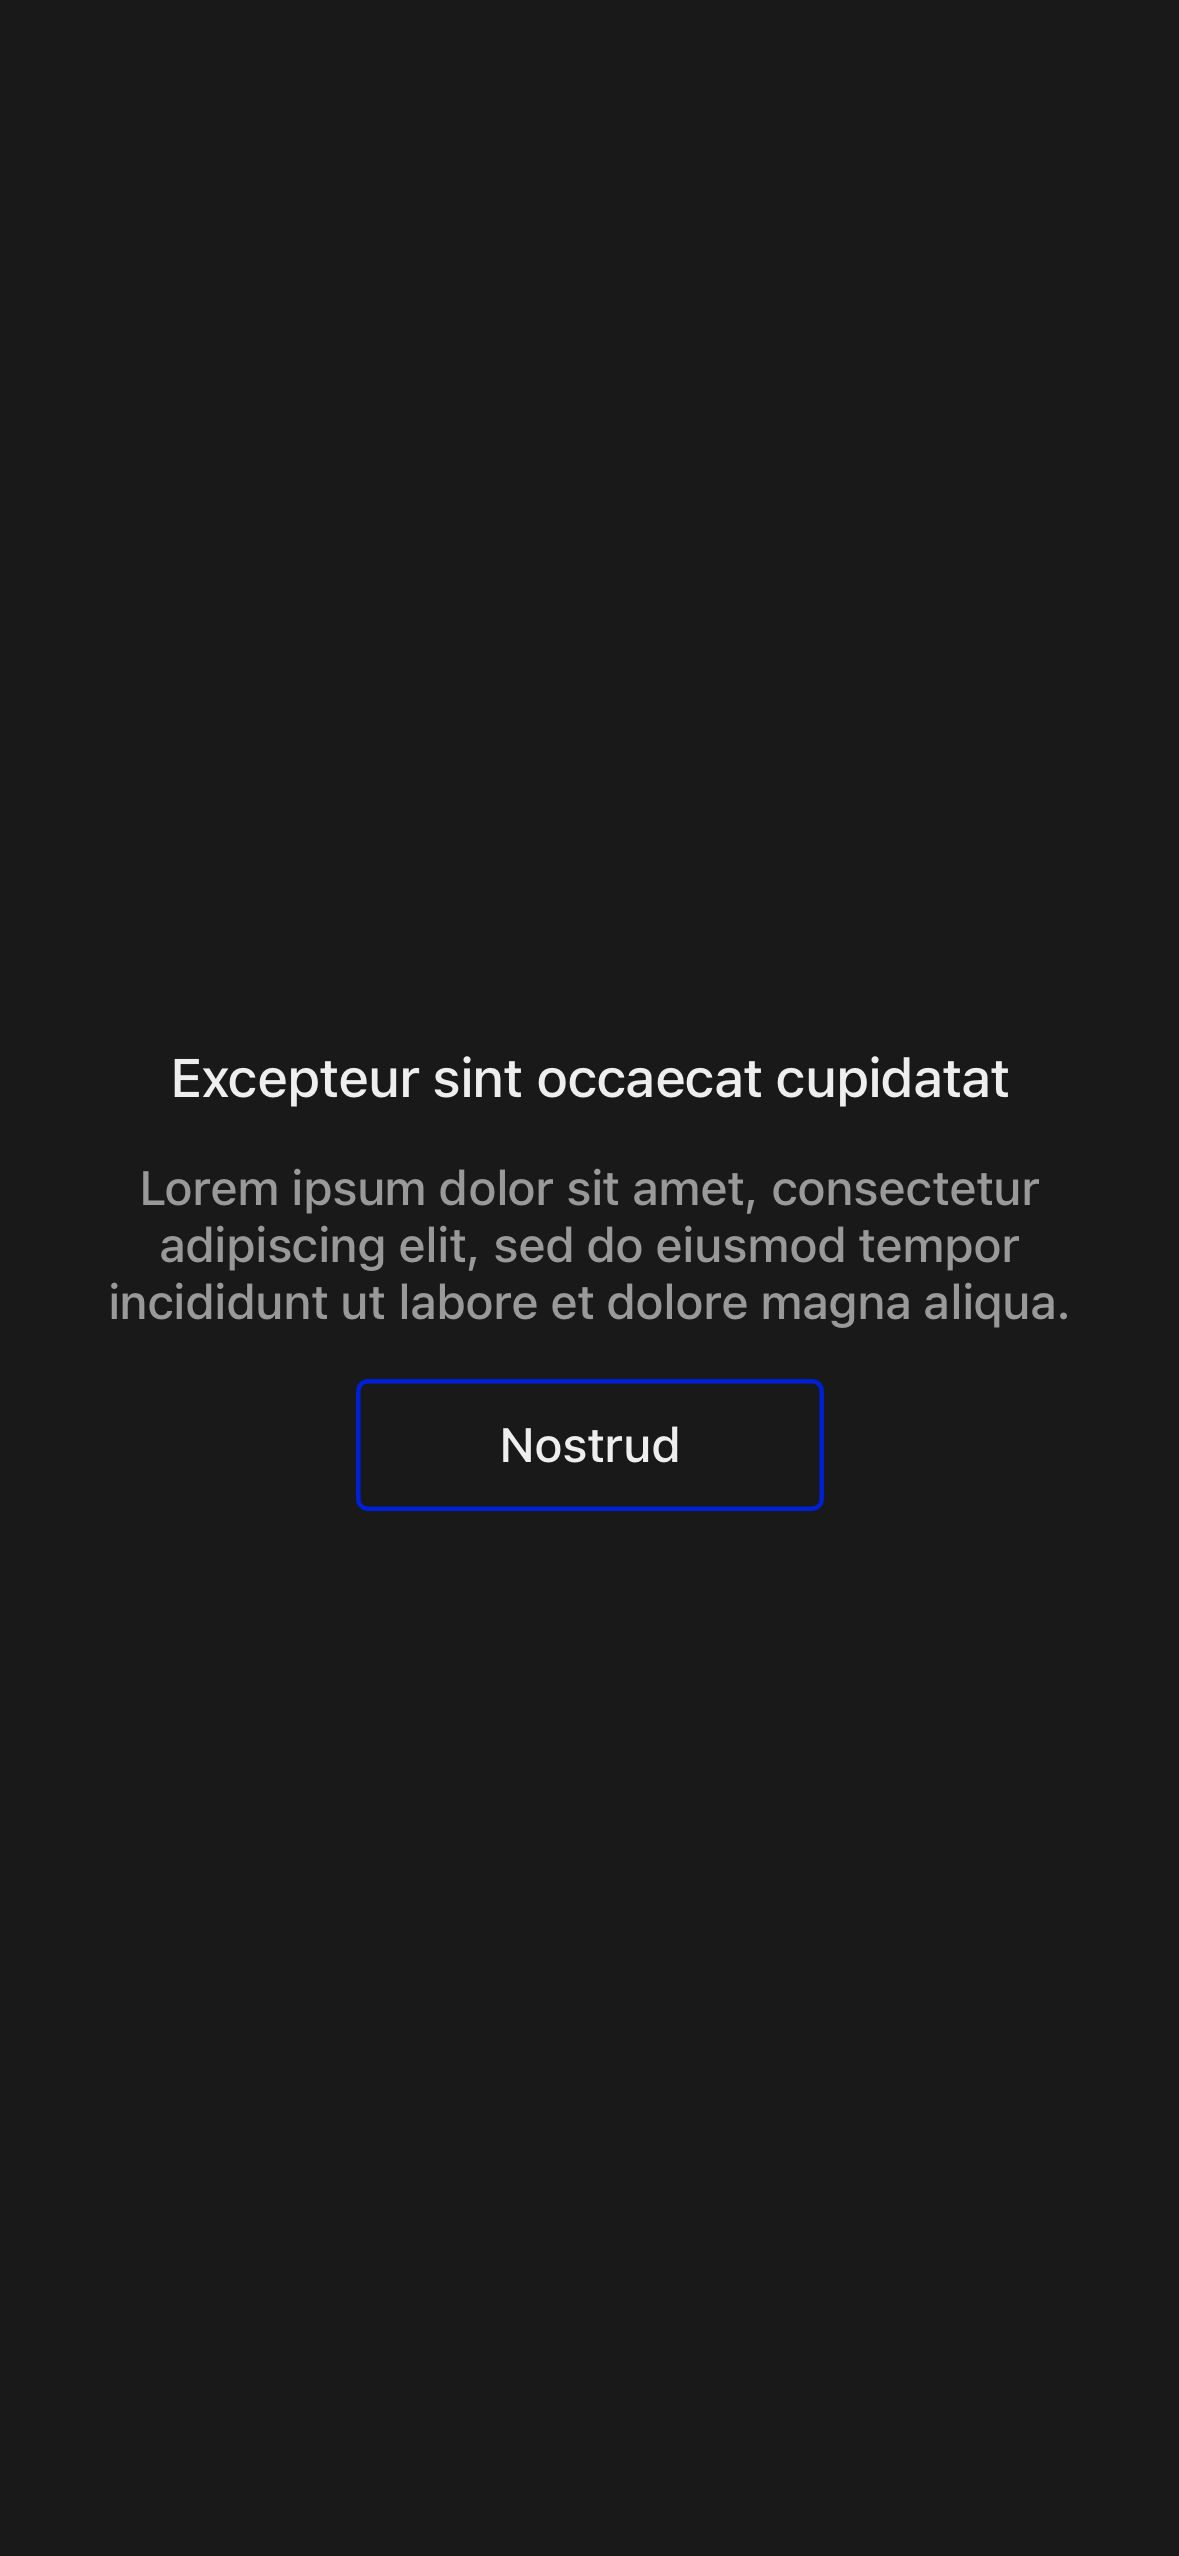 Excepteur sint occaecat cupidatat
Lorem ipsum dolor sit amet, consectetur
adipiscing elit, sed do eiusmod tempor
incididunt ut labore et dolore magna aliqua.
Nostrud